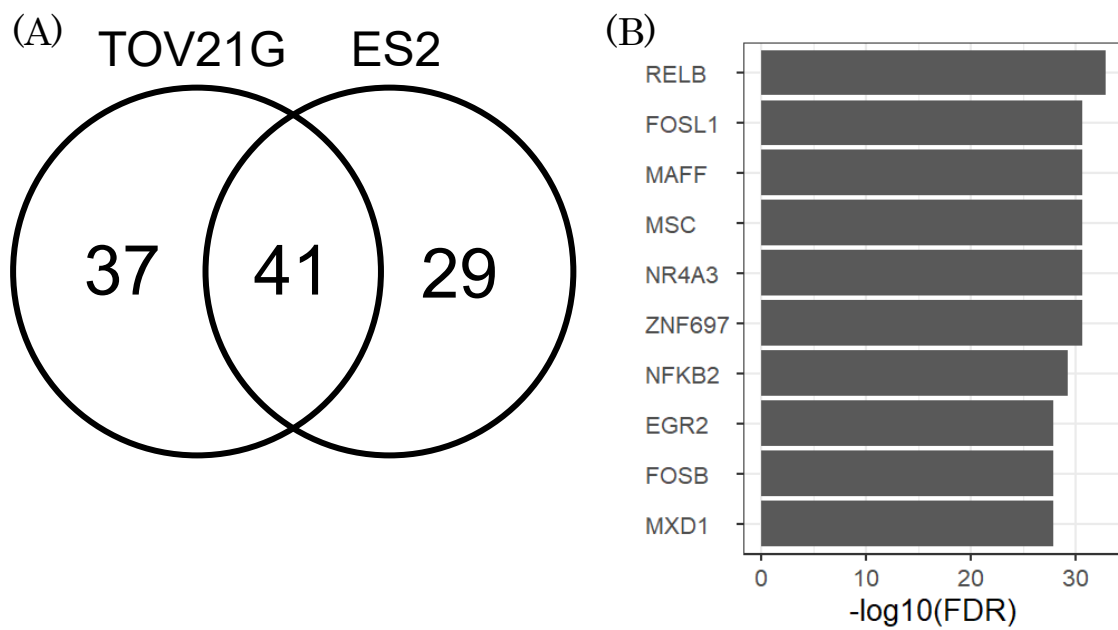 (A)
TOV21G ES2
37 41 29
(B)
RELB
FOSL1
MAFF
MSC
NR4A3
ZNF697
NFKB2
EGR2
FOSB
MXD1
0 10 20 30
-log10(FDR)